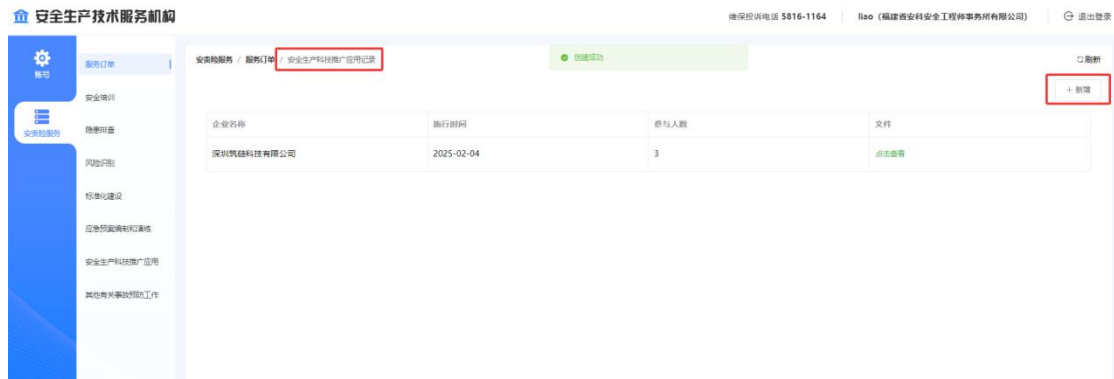 安全生产技术服务机构
维保投诉电话 5816-1164
liao（福建省安科安全工程师事务所有限公司）
退出登录
账号
安责险服务
服务订单
安全培训
隐患排查
风险识别
标准化建设
应急预案编制和演练
安全生产科技推广应用
其他有关事故预防工作
安责险服务 / 服务订单 / 安全生产科技推广应用记录
创建成功
刷新
+ 新增
企业名称 施行时间 参与人数 文件
深圳筑链科技有限公司 2025-02-04 3 点击查看